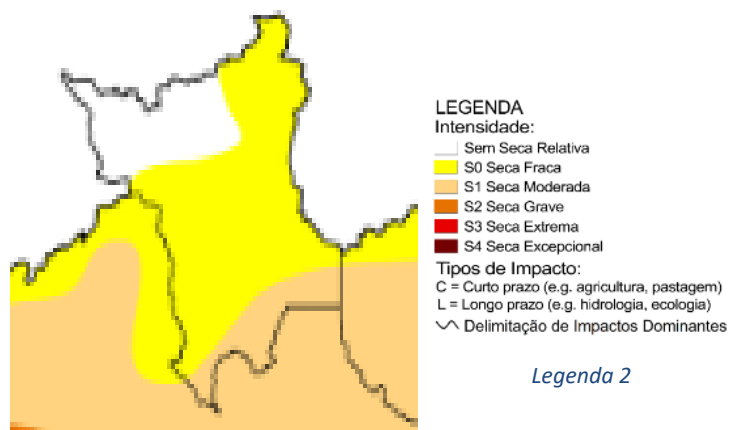 LEGENDA
Intensidade:
Sem Seca Relativa
S0 Seca Fraca
S1 Seca Moderada
S2 Seca Grave
S3 Seca Extrema
S4 Seca Excepcional
Tipos de Impacto:
C = Curto prazo (e.g. agricultura, pastagem)
L = Longo prazo (e.g. hidrologia, ecologia)
Delimitação de Impactos Dominantes
Legenda 2